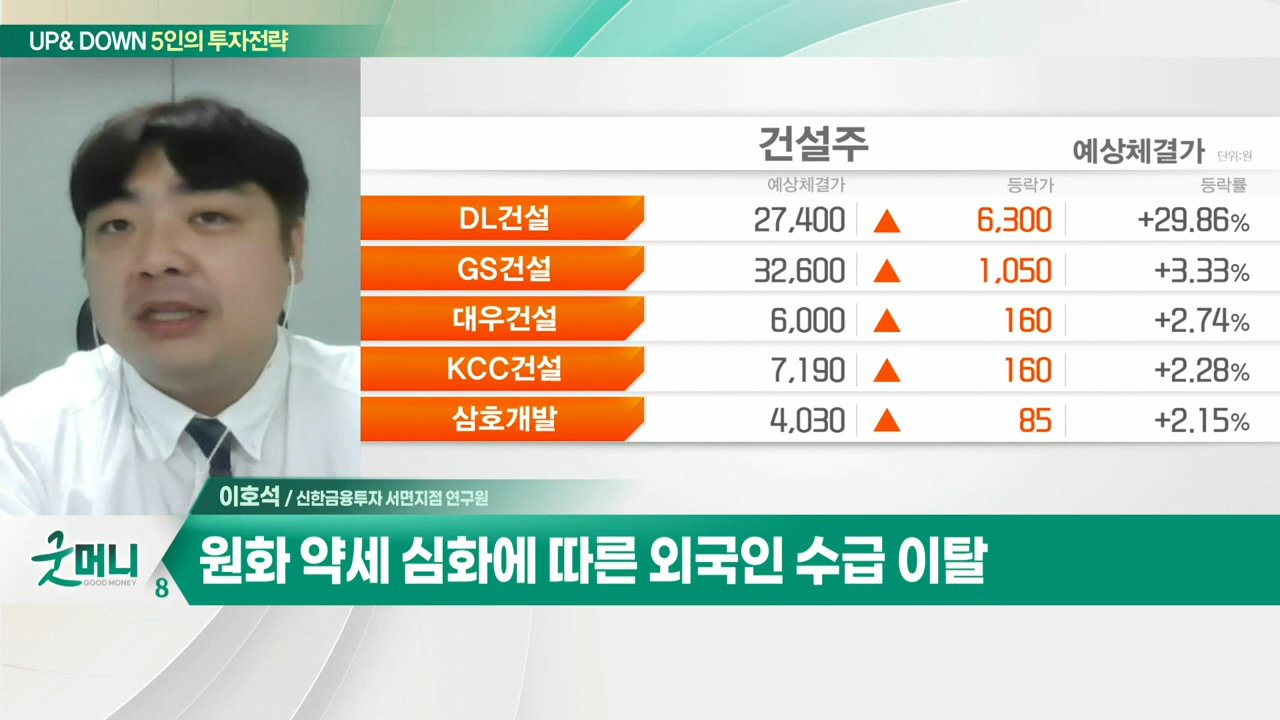 UP& DOWN 5인의 투자전략
건설주 예상체결가 단위:원
예상체결가 등락가 등락률
DL건설 27,400 ▲ 6,300 +29.86%
GS건설 32,600 ▲ 1,050 +3.33%
대우건설 6,000 ▲ 160 +2.74%
KCC건설 7,190 ▲ 160 +2.28%
삼호개발 4,030 ▲ 85 +2.15%
이호석 / 신한금융투자 서면지점 연구원
굿머니
GOOD MONEY
8
원화 약세 심화에 따른 외국인 수급 이탈